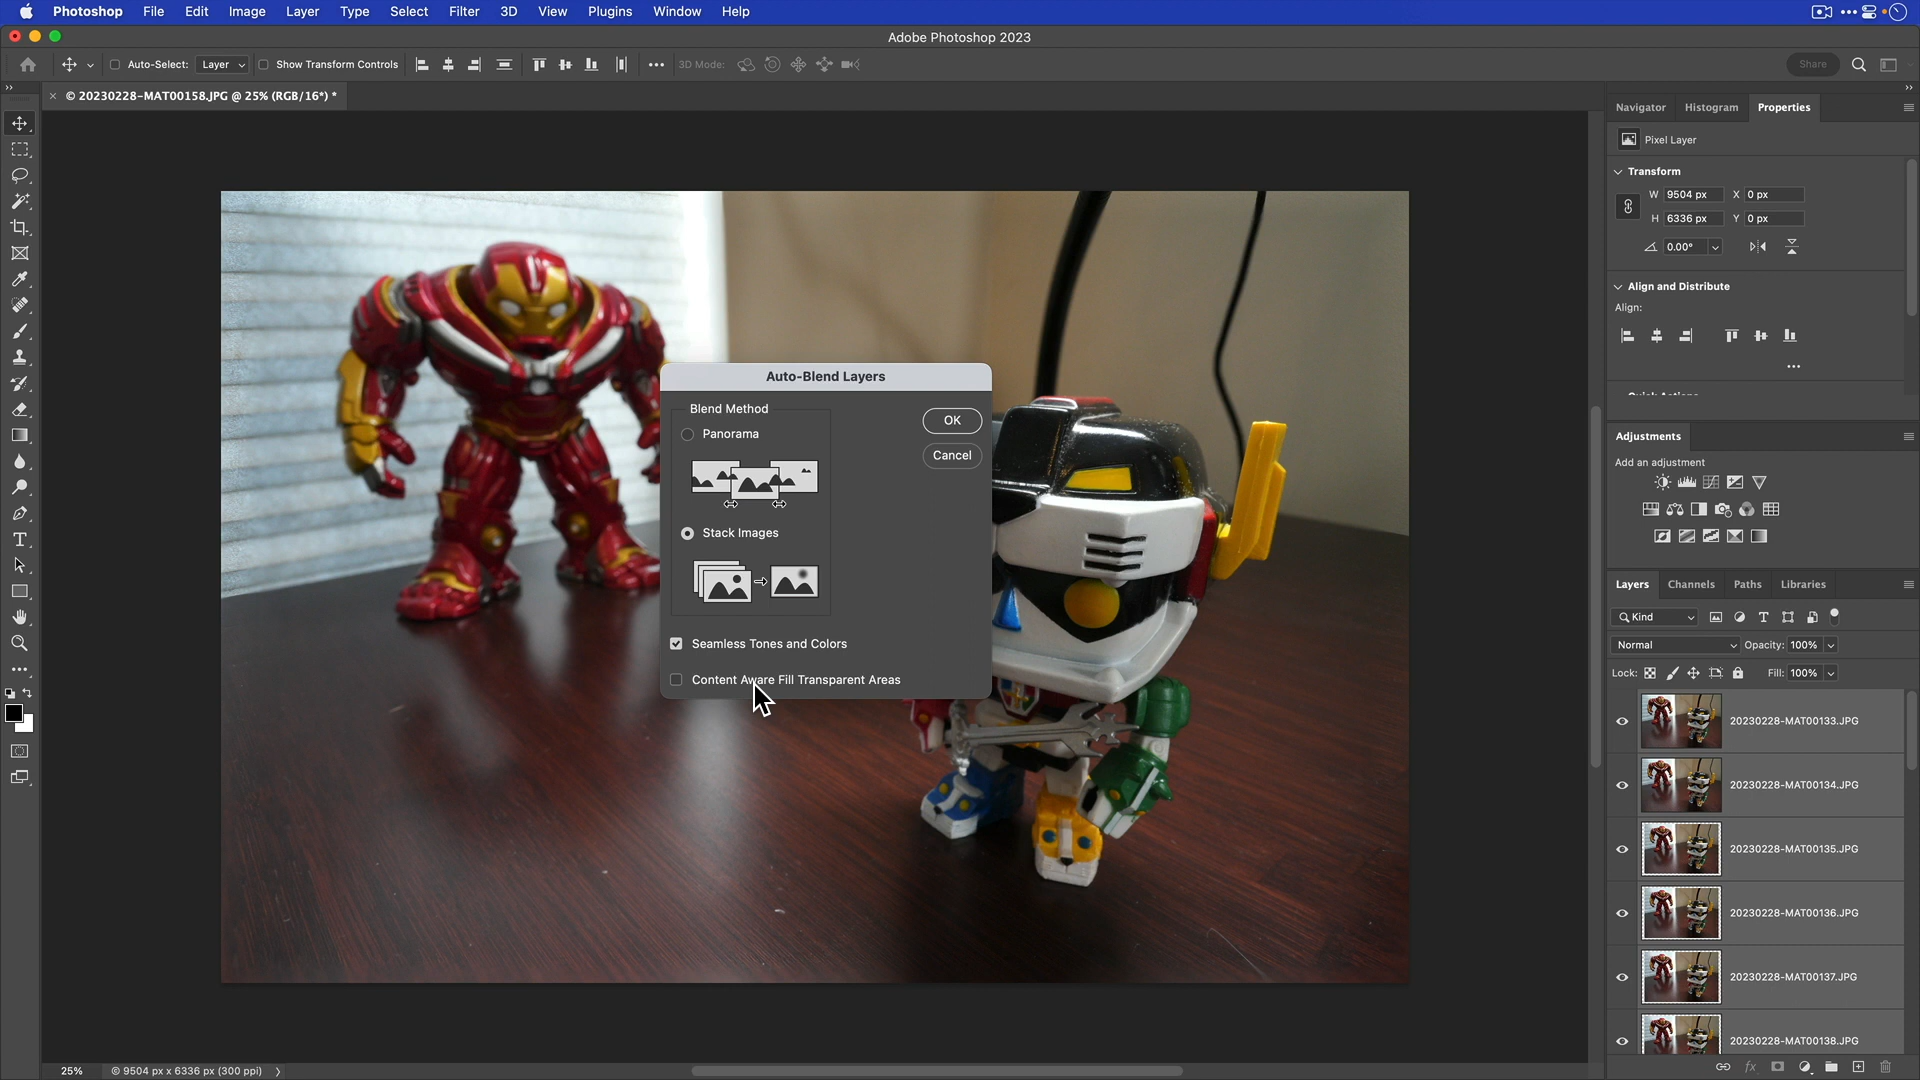 Photoshop File Edit Image Layer Type Select Filter 3D View Plugins Window Help
Adobe Photoshop 2023
Auto-Select: Layer Show Transform Controls 3D Mode: Share
© 20230228-MAT00158.JPG @ 25% (RGB/16*) *
Navigator Histogram Properties
Pixel Layer
Transform
W 9504 px X 0 px
H 6336 px Y 0 px
0.00°
Align and Distribute
Align:
Auto-Blend Layers
Blend Method
Panorama
OK
Cancel
Stack Images
Seamless Tones and Colors
Content Aware Fill Transparent Areas
Adjustments
Add an adjustment
Layers Channels Paths Libraries
Kind
Normal Opacity: 100%
Lock: Fill: 100%
20230228-MAT00133.JPG
20230228-MAT00134.JPG
20230228-MAT00135.JPG
20230228-MAT00136.JPG
20230228-MAT00137.JPG
20230228-MAT00138.JPG
25% © 9504 px x 6336 px (300 ppi)